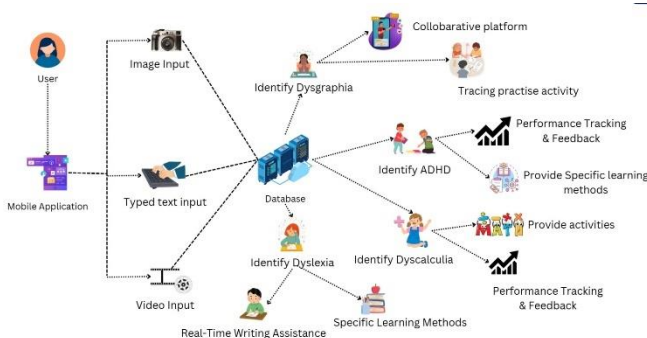 User
Mobile Application
Image Input
Typed text input
Video Input
Database
Identify Dysgraphia
Colloborative platform
Tracing practise activity
Identify ADHD
Performance Tracking
& Feedback
Provide Specific learning
methods
Identify Dyscalculia
Provide activities
Performance Tracking
& Feedback
Identify Dyslexia
Real-Time Writing Assistance
Specific Learning Methods